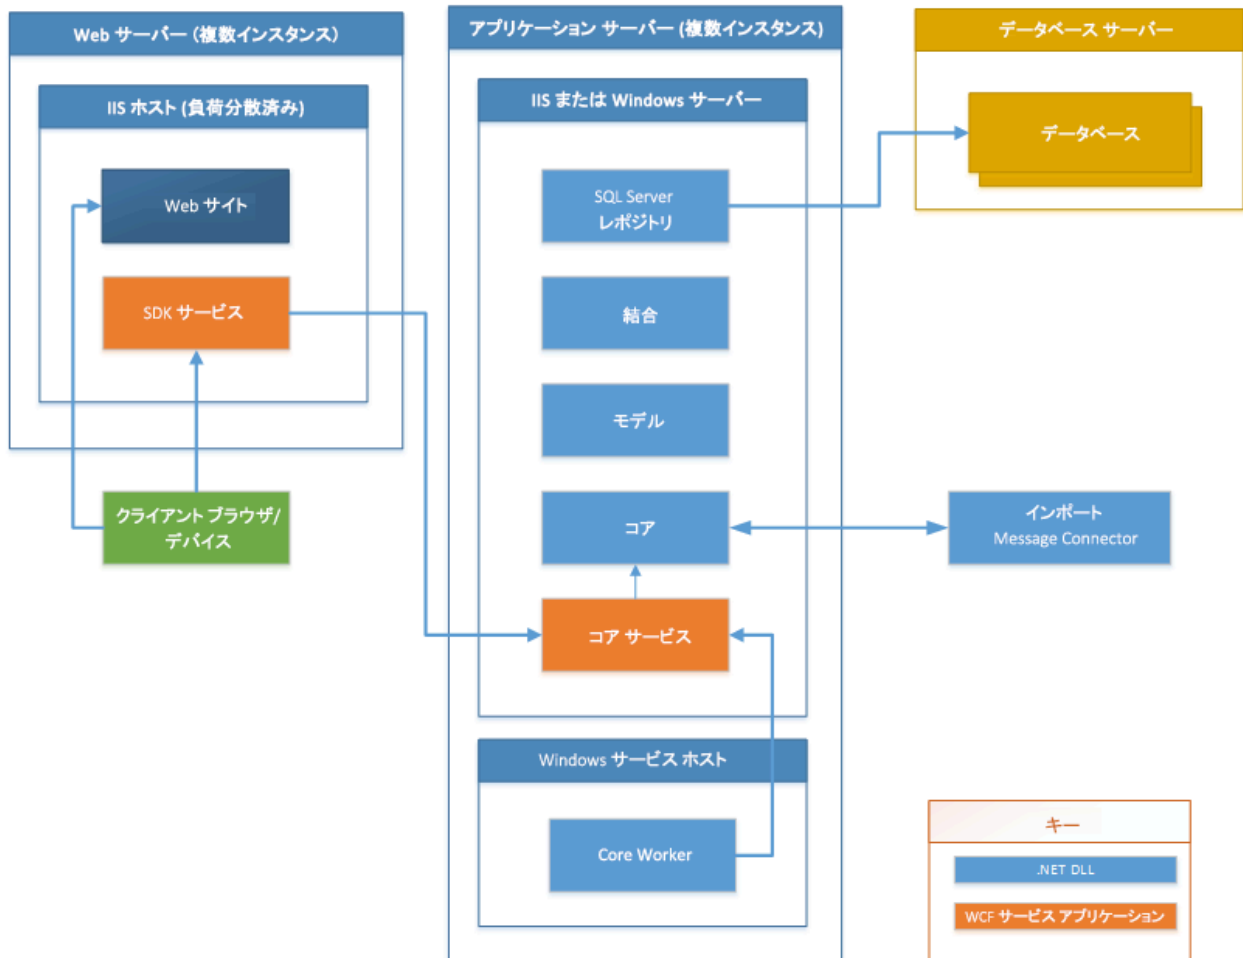 Web サーバー（複数インスタンス）
IIS ホスト (負荷分散済み)
Web サイト
SDK サービス
クライアント ブラウザ/
デバイス
アプリケーション サーバー (複数インスタンス)
IIS または Windows サーバー
SQL Server
レポジトリ
結合
モデル
コア
コア サービス
Windows サービス ホスト
Core Worker
データベース サーバー
データベース
インポート
Message Connector
キー
.NET DLL
WCF サービス アプリケーション